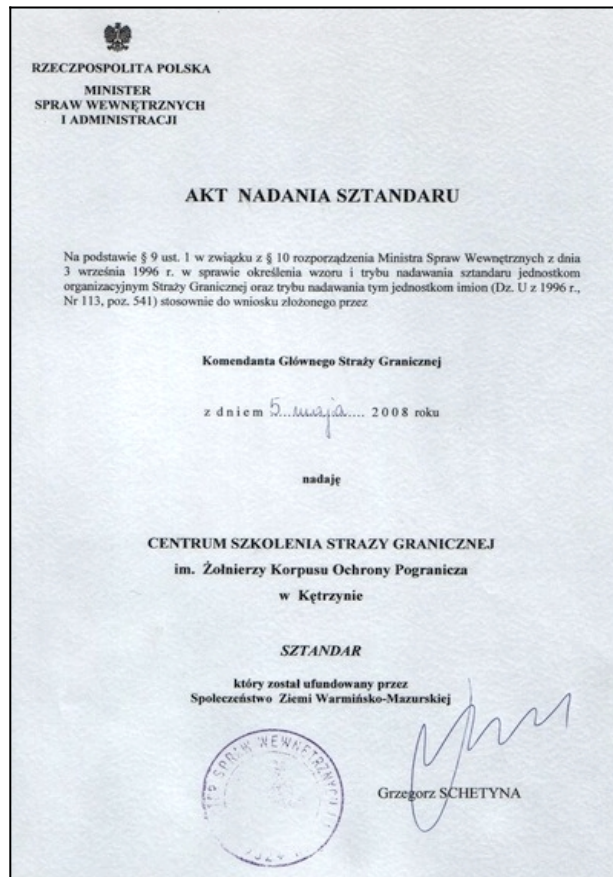 RZECZPOSPOLITA POLSKA
MINISTER
SPRAW WEWNĘTRZNYCH
I ADMINISTRACJI
AKT NADANIA SZTANDARU
Na podstawie § 9 ust. 1 w związku z § 10 rozporządzenia Ministra Spraw Wewnętrznych z dnia
3 września 1996 r. w sprawie określenia wzoru i trybu nadawania sztandaru jednostkom
organizacyjnym Straży Granicznej oraz trybu nadawania tym jednostkom imion (Dz. U z 1996 r.,
Nr 113, poz. 541) stosownie do wniosku złożonego przez
Komendanta Głównego Straży Granicznej
z dniem 5 maja 2008 roku
nadaję
CENTRUM SZKOLENIA STRAZY GRANICZNEJ
im. Żołnierzy Korpusu Ochrony Pogranicza
w Kętrzynie
SZTANDAR
który został ufundowany przez
Społeczeństwo Ziemi Warmińsko-Mazurskiej
SPRAW WEWNĘTRZNYCH I
Grzegorz SCHETYNA